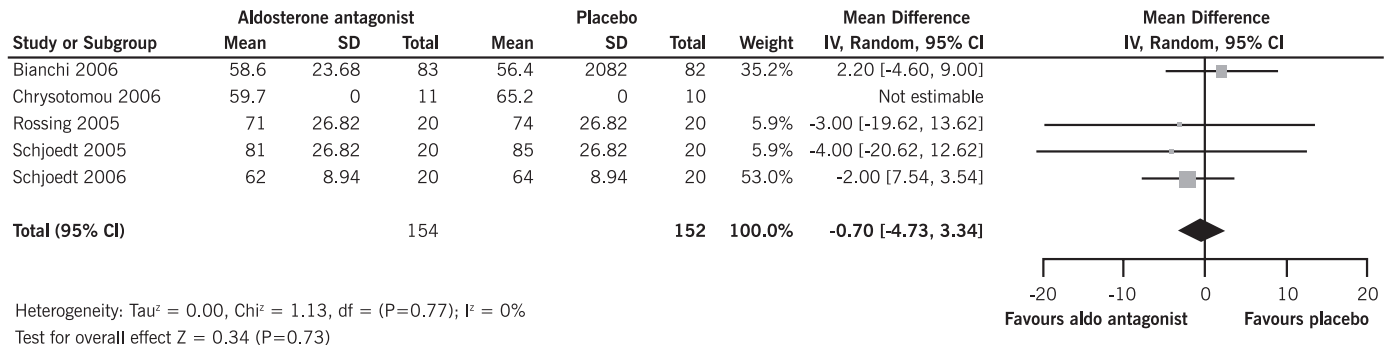 Aldosterone antagonist Placebo Mean Difference Mean Difference
Study or Subgroup Mean SD Total Mean SD Total Weight IV, Random, 95% CI IV, Random, 95% CI
Bianchi 2006 58.6 23.68 83 56.4 2082 82 35.2% 2.20 [-4.60, 9.00]
Chrysotomou 2006 59.7 0 11 65.2 0 10 Not estimable
Rossing 2005 71 26.82 20 74 26.82 20 5.9% -3.00 [-19.62, 13.62]
Schjoedt 2005 81 26.82 20 85 26.82 20 5.9% -4.00 [-20.62, 12.62]
Schjoedt 2006 62 8.94 20 64 8.94 20 53.0% -2.00 [7.54, 3.54]
Total (95% CI) 154 152 100.0% -0.70 [-4.73, 3.34]
-20 -10 0 10 20
Heterogeneity: Tauᶻ = 0.00, Chiᶻ = 1.13, df = (P=0.77); Iᶻ = 0%
Favours aldo antagonist Favours placebo
Test for overall effect Z = 0.34 (P=0.73)